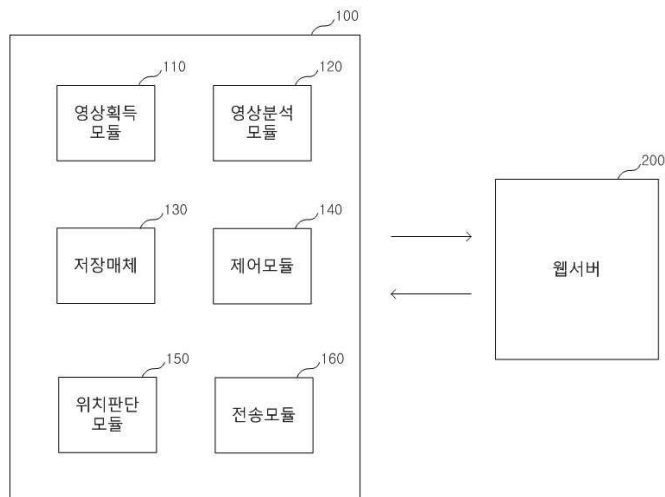 100
110
120
영상획득
모듈
영상분석
모듈
200
130
140
저장매체
제어모듈
웹서버
150
160
위치판단
모듈
전송모듈